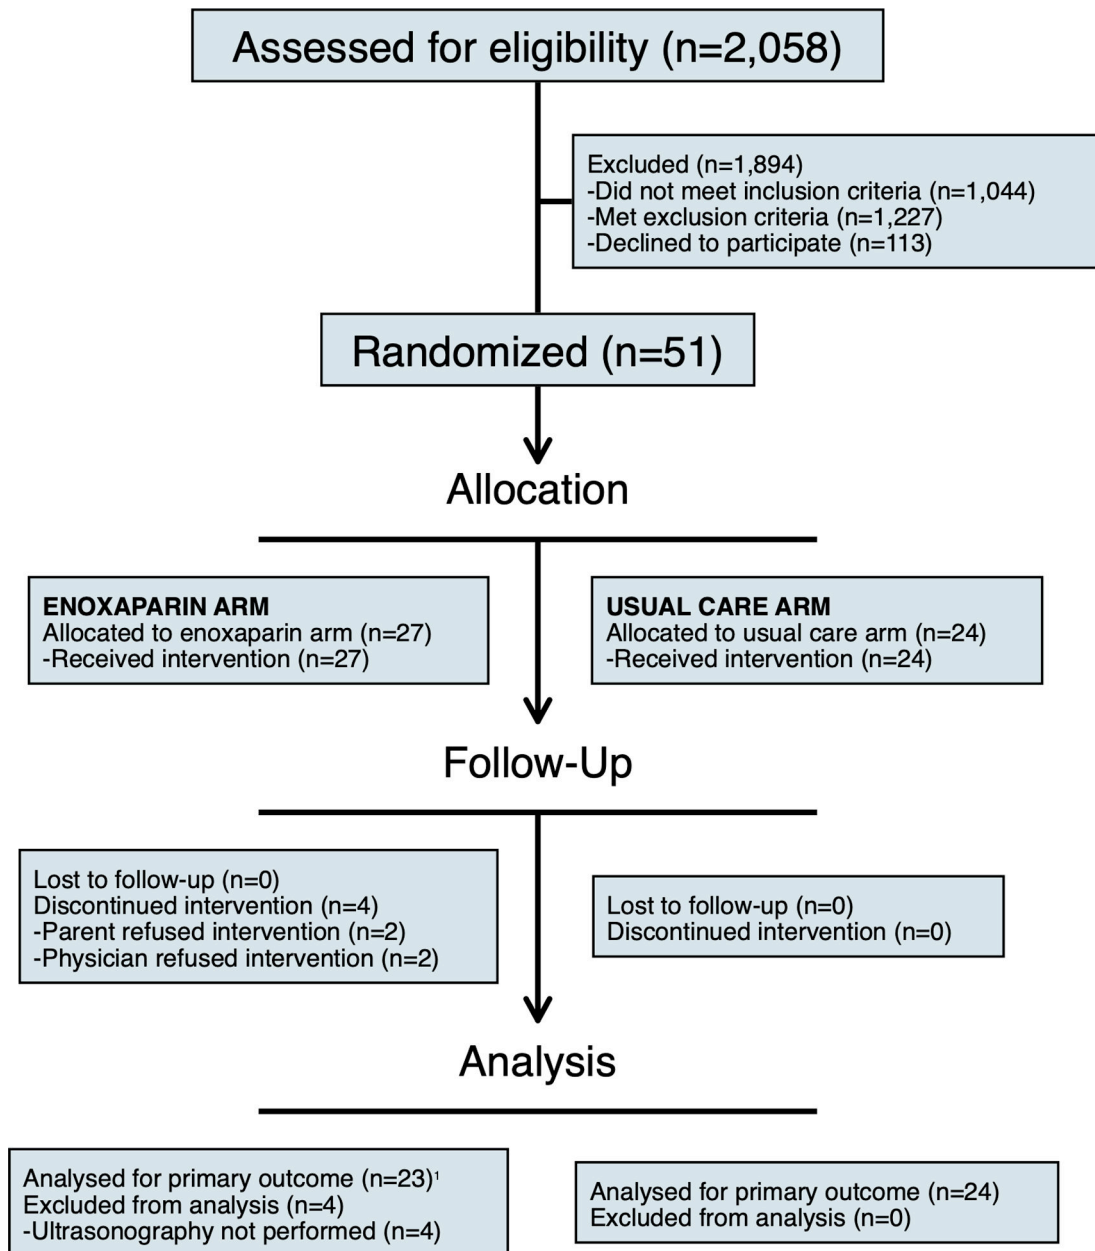 Assessed for eligibility (n=2,058)
Excluded (n=1,894)
-Did not meet inclusion criteria (n=1,044)
-Met exclusion criteria (n=1,227)
-Declined to participate (n=113)
Randomized (n=51)
Allocation
ENOXAPARIN ARM
Allocated to enoxaparin arm (n=27)
-Received intervention (n=27)
USUAL CARE ARM
Allocated to usual care arm (n=24)
-Received intervention (n=24)
Follow-Up
Lost to follow-up (n=0)
Discontinued intervention (n=4)
-Parent refused intervention (n=2)
-Physician refused intervention (n=2)
Lost to follow-up (n=0)
Discontinued intervention (n=0)
Analysis
Analysed for primary outcome (n=23)¹
Excluded from analysis (n=4)
-Ultrasonography not performed (n=4)
Analysed for primary outcome (n=24)
Excluded from analysis (n=0)